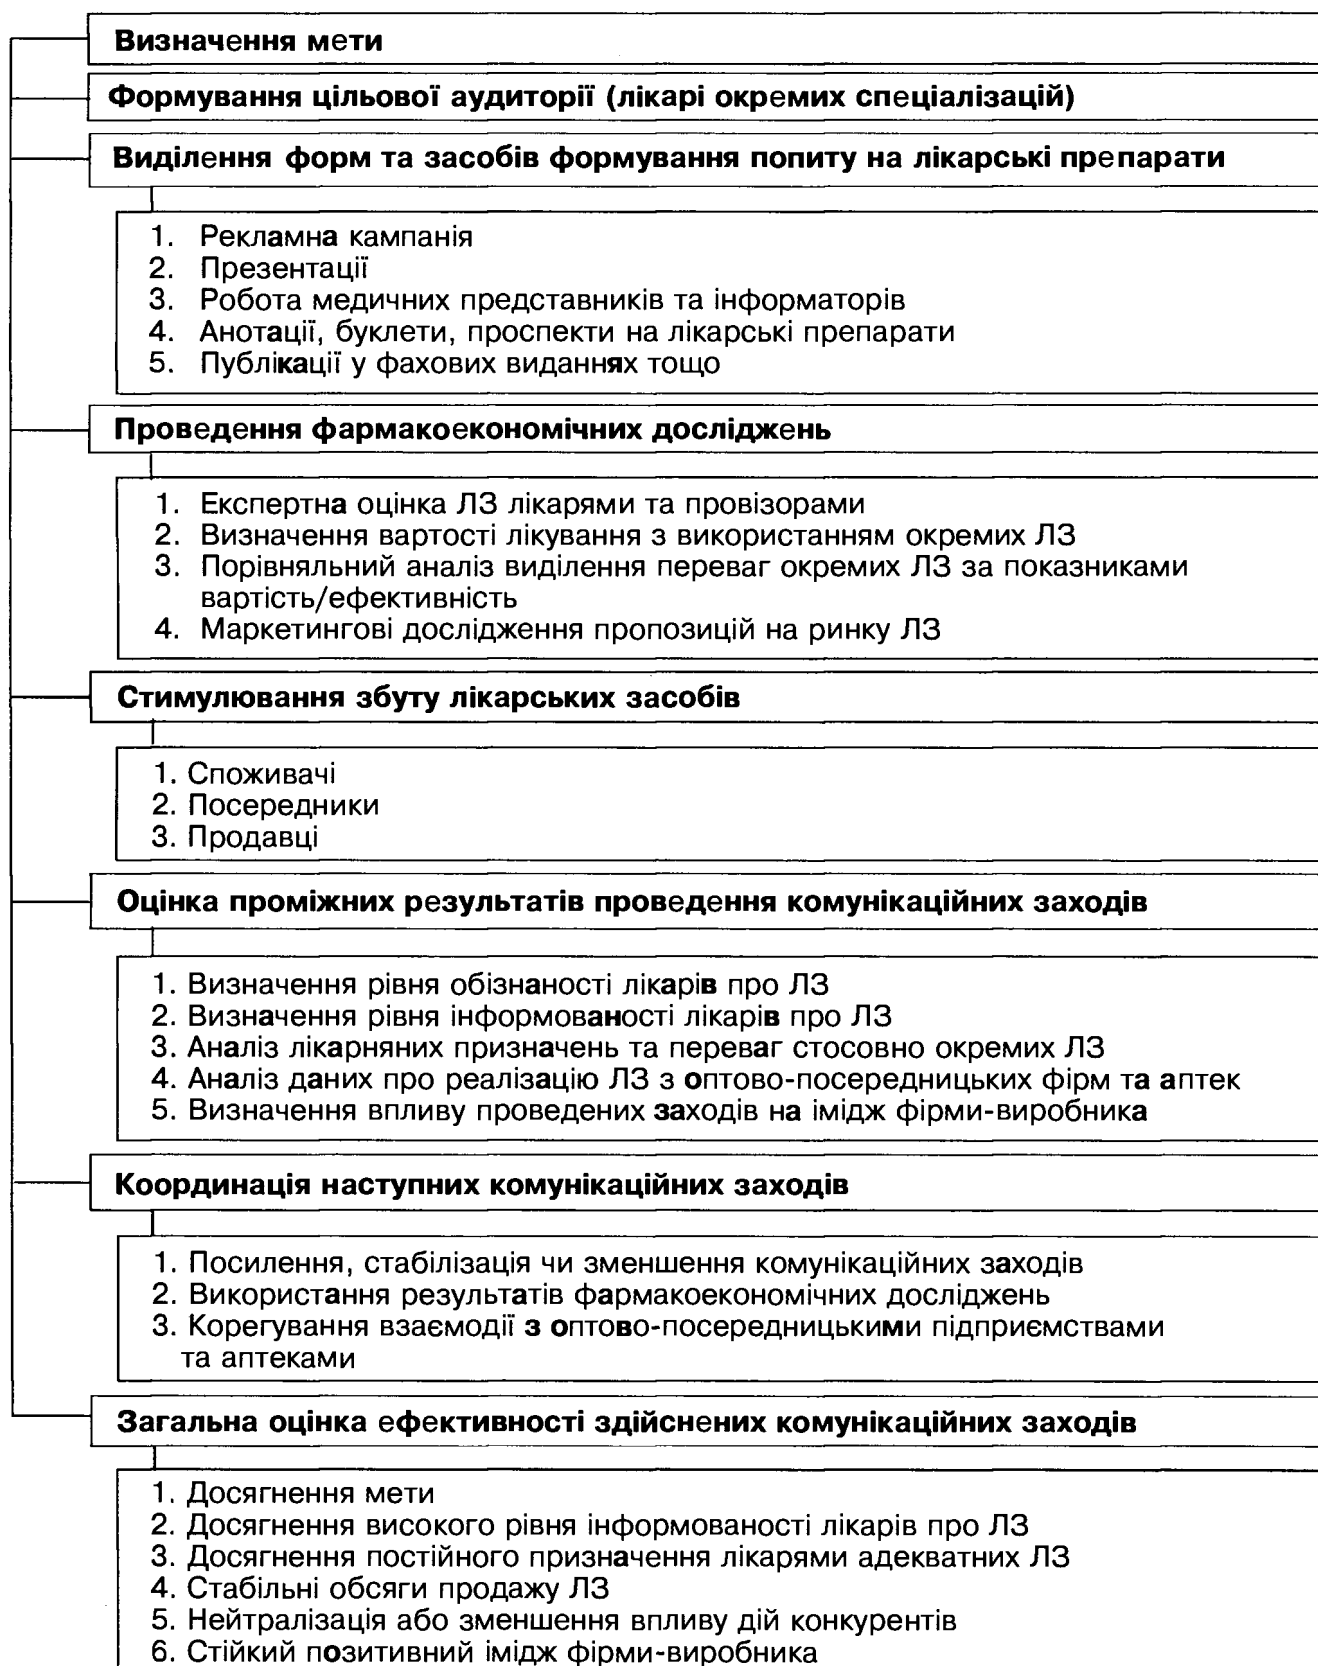 Визначення мети
Формування цільової аудиторії (лікарі окремих спеціалізацій)
Виділення форм та засобів формування попиту на лікарські препарати
1. Рекламна кампанія
2. Презентації
3. Робота медичних представників та інформаторів
4. Анотації, буклети, проспекти на лікарські препарати
5. Публікації у фахових виданнях тощо
Проведення фармакоекономічних досліджень
1. Експертна оцінка ЛЗ лікарями та провізорами
2. Визначення вартості лікування з використанням окремих ЛЗ
3. Порівняльний аналіз виділення переваг окремих ЛЗ за показниками
вартість/ефективність
4. Маркетингові дослідження пропозицій на ринку ЛЗ
Стимулювання збуту лікарських засобів
1. Споживачі
2. Посередники
3. Продавці
Оцінка проміжних результатів проведення комунікаційних заходів
1. Визначення рівня обізнаності лікарів про ЛЗ
2. Визначення рівня інформованості лікарів про ЛЗ
3. Аналіз лікарняних призначень та переваг стосовно окремих ЛЗ
4. Аналіз даних про реалізацію ЛЗ з оптово-посередницьких фірм та аптек
5. Визначення впливу проведених заходів на імідж фірми-виробника
Координація наступних комунікаційних заходів
1. Посилення, стабілізація чи зменшення комунікаційних заходів
2. Використання результатів фармакоекономічних досліджень
3. Корегування взаємодії з оптово-посередницькими підприємствами
та аптеками
Загальна оцінка ефективності здійснених комунікаційних заходів
1. Досягнення мети
2. Досягнення високого рівня інформованості лікарів про ЛЗ
3. Досягнення постійного призначення лікарями адекватних ЛЗ
4. Стабільні обсяги продажу ЛЗ
5. Нейтралізація або зменшення впливу дій конкурентів
6. Стійкий позитивний імідж фірми-виробника